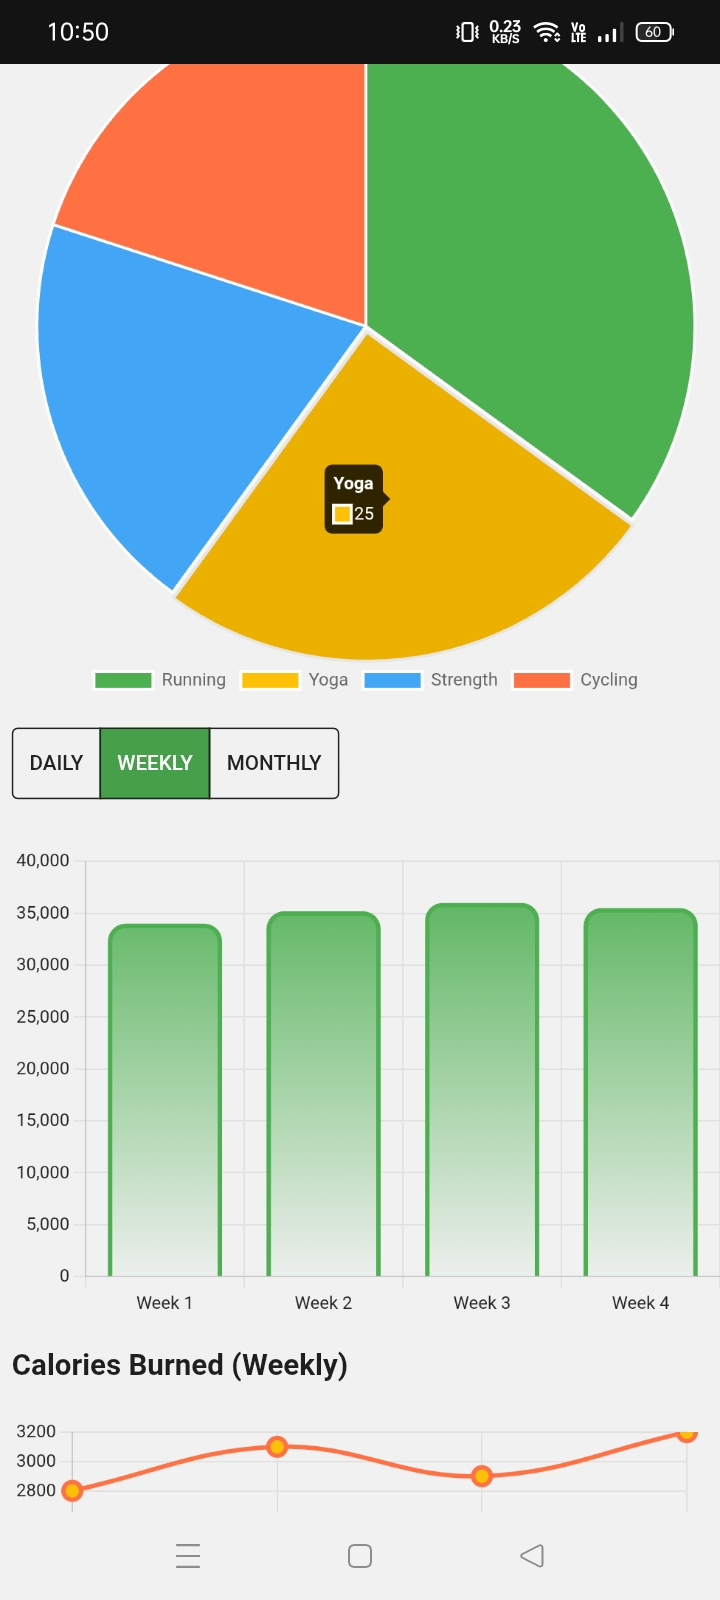 10:50 0.23 KB/S Vo LTE 60
Yoga
25
Running Yoga Strength Cycling
DAILY WEEKLY MONTHLY
40,000
35,000
30,000
25,000
20,000
15,000
10,000
5,000
0
Week 1 Week 2 Week 3 Week 4
Calories Burned (Weekly)
3200
3000
2800